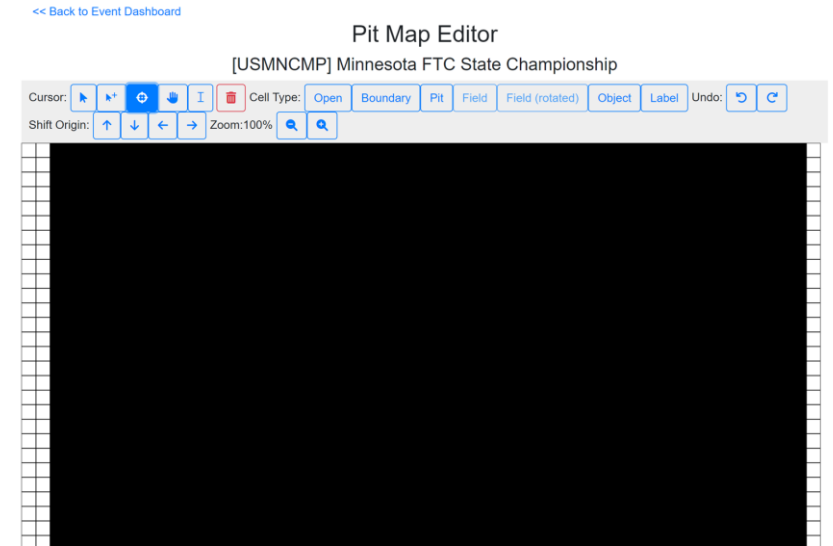 << Back to Event Dashboard
Pit Map Editor
[USMNCMP] Minnesota FTC State Championship
Cursor: Cell Type: Open Boundary Pit Field Field (rotated) Object Label Undo:
Shift Origin: Zoom:100%